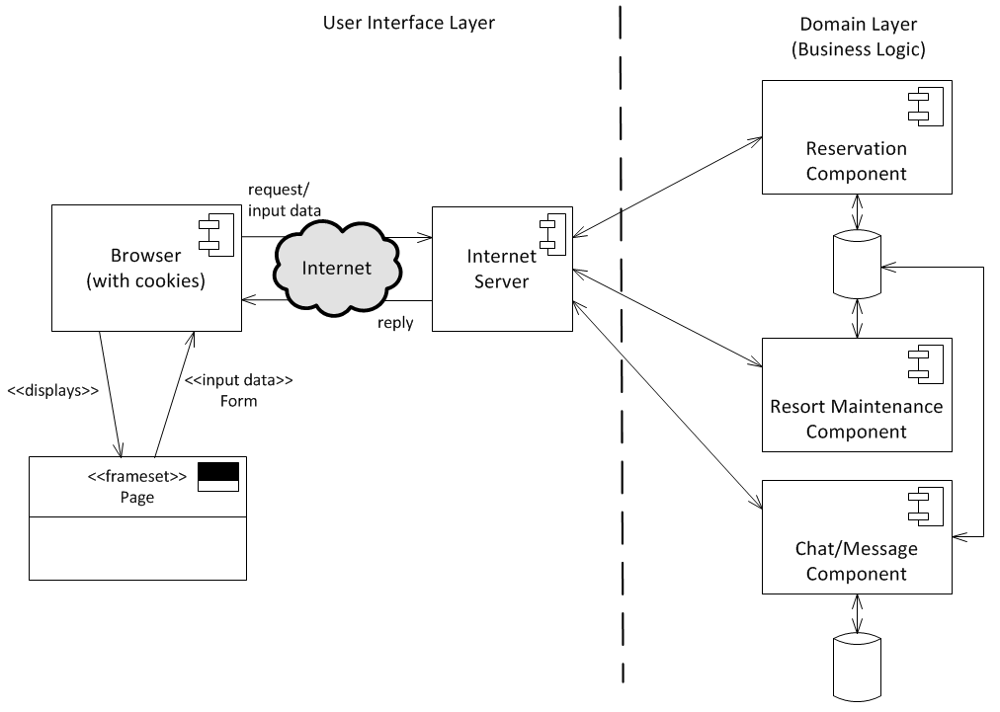 User Interface Layer
Domain Layer
(Business Logic)
Reservation
Component
request/
input data
Browser
(with cookies)
Internet
Internet
Server
reply
<<displays>>
<<input data>>
Form
Resort Maintenance
Component
<<frameset>>
Page
Chat/Message
Component